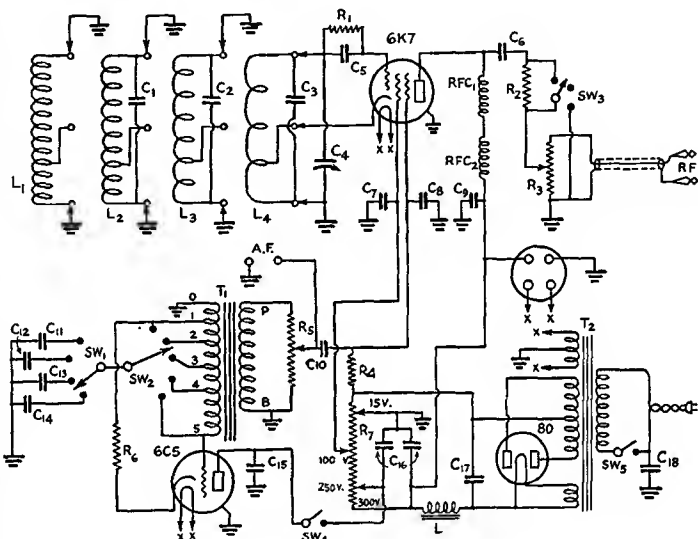 R1
6K7
C6
C5
RFC1
R2
SW3
C1
C2
C3
C4
RFC2
R3
RF
L1
L2
L3
L4
X X
C7
C8
C9
A.F.
O
T1
C12
C11
1
P
R5
X X
T2
2
X
SW1
SW2
3
C10
R4
X
C13
4
C14
B
15V.
R7
80
5
R6
6C5
100 V
C16
C17
SW5
C15
250V.
C18
300V.
X X
SW4
L